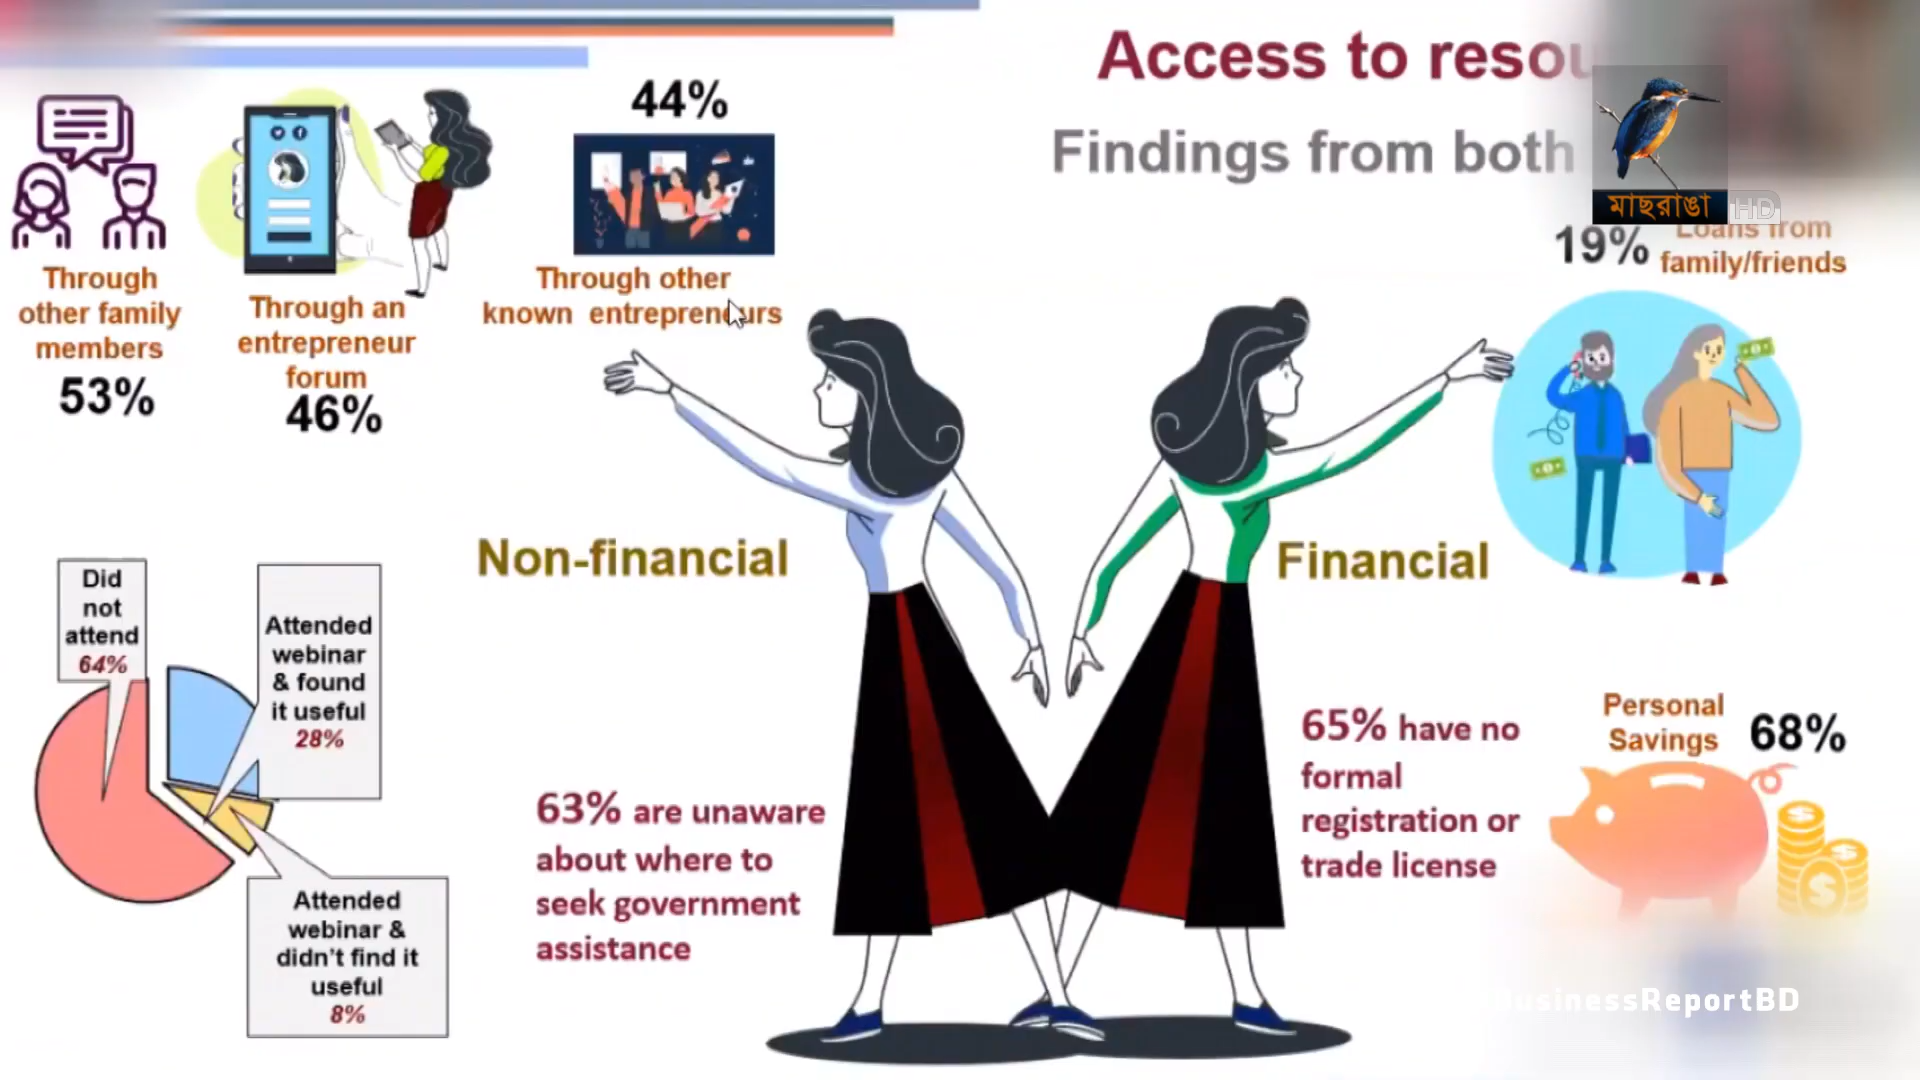 Access to resou
Findings from both
44%
Through
other family
members
53%
Through an
entrepreneur
forum
46%
Through other
known entrepreneurs
মাছরাঙা
HD
19%
Loans from
family/friends
Non-financial
Financial
Did
not
attend
64%
Attended
webinar
& found
it useful
28%
Attended
webinar &
didn't find it
useful
8%
63% are unaware
about where to
seek government
assistance
65% have no
formal
registration or
trade license
Personal
Savings
68%
BusinessReportBD